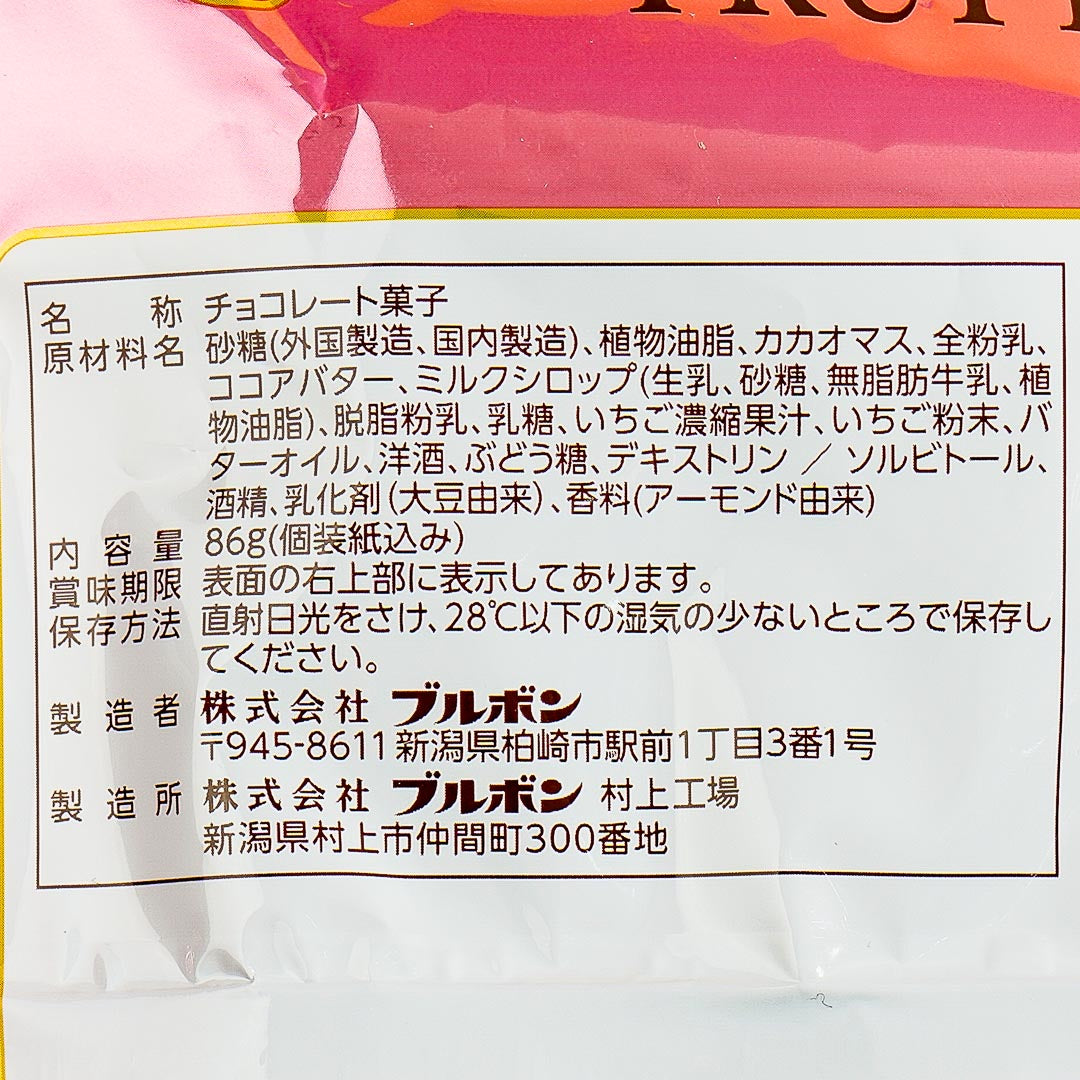 名称 チョコレート菓子
原材料名 砂糖(外国製造、国内製造)、植物油脂、カカオマス、全粉乳、
ココアバター、ミルクシロップ(生乳、砂糖、無脂肪牛乳、植
物油脂)、脱脂粉乳、乳糖、いちご濃縮果汁、いちご粉末、バ
ターオイル、洋酒、ぶどう糖、デキストリン / ソルビトール、
酒精、乳化剤(大豆由来)、香料(アーモンド由来)
内容量 86g(個装紙込み)
賞味期限 表面の右上部に表示してあります。
保存方法 直射日光をさけ、28℃以下の湿気の少ないところで保存し
てください。
製造者 株式会社 ブルボン
〒945-8611 新潟県柏崎市駅前1丁目3番1号
製造所 株式会社 ブルボン 村上工場
新潟県村上市仲間町300番地